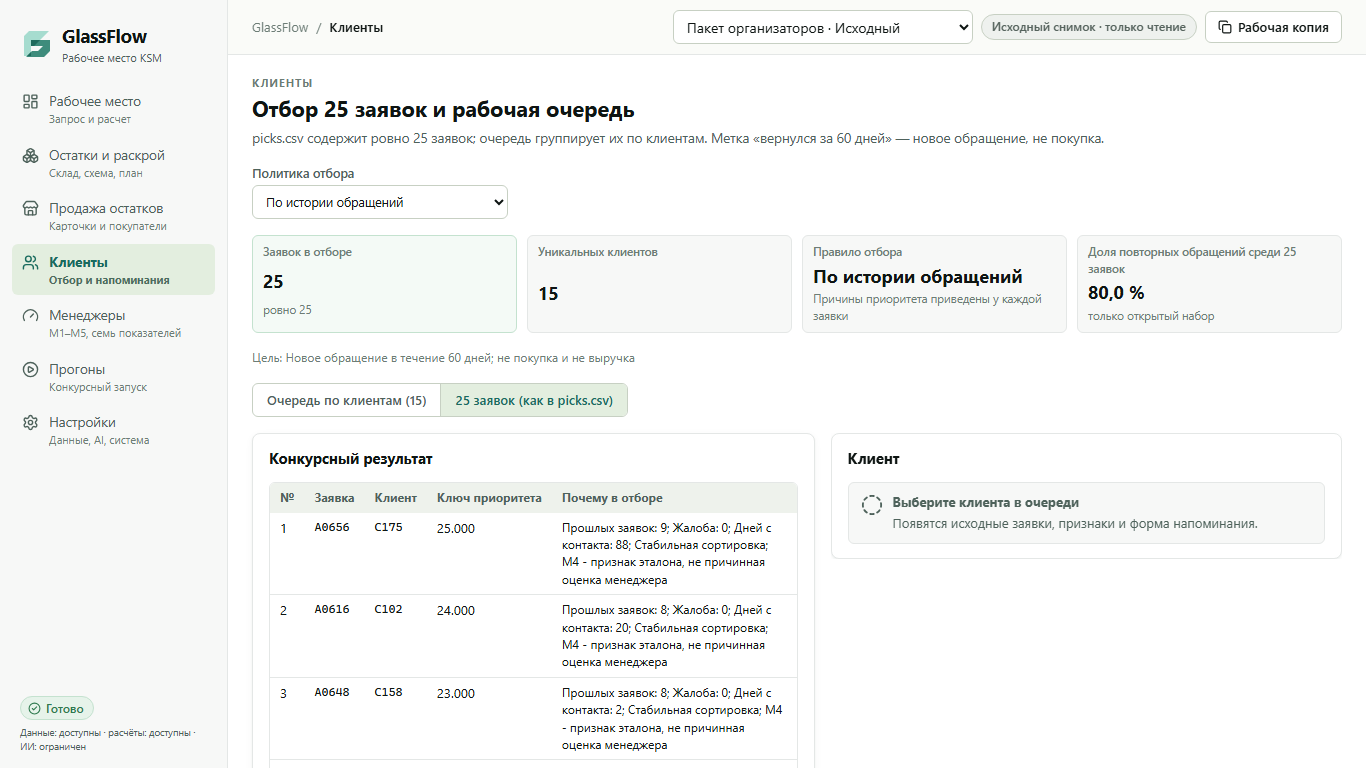 GlassFlow
Рабочее место KSM
Рабочее место
Запрос и расчет
Остатки и раскрой
Склад, схема, план
Продажа остатков
Карточки и покупатели
Клиенты
Отбор и напоминания
Менеджеры
М1–М5, семь показателей
Прогоны
Конкурсный запуск
Настройки
Данные, AI, система
Готово
Данные: доступны · расчёты: доступны ·
ИИ: ограничен
GlassFlow / Клиенты
Пакет организаторов · Исходный
Исходный снимок · только чтение
Рабочая копия
КЛИЕНТЫ
Отбор 25 заявок и рабочая очередь
picks.csv содержит ровно 25 заявок; очередь группирует их по клиентам. Метка «вернулся за 60 дней» — новое обращение, не покупка.
Политика отбора
По истории обращений
Заявок в отборе
25
ровно 25
Уникальных клиентов
15
Правило отбора
По истории обращений
Причины приоритета приведены у каждой
заявки
Доля повторных обращений среди 25
заявок
80,0 %
только открытый набор
Цель: Новое обращение в течение 60 дней; не покупка и не выручка
Очередь по клиентам (15)
25 заявок (как в picks.csv)
Конкурсный результат
№ Заявка Клиент Ключ приоритета Почему в отборе
1 A0656 C175 25.000 Прошлых заявок: 9; Жалоба: 0; Дней с
контакта: 88; Стабильная сортировка;
М4 - признак эталона, не причинная
оценка менеджера
2 A0616 C102 24.000 Прошлых заявок: 8; Жалоба: 0; Дней с
контакта: 20; Стабильная сортировка;
М4 - признак эталона, не причинная
оценка менеджера
3 A0648 C158 23.000 Прошлых заявок: 8; Жалоба: 0; Дней с
контакта: 2; Стабильная сортировка; М4
- признак эталона, не причинная
оценка менеджера
Клиент
Выберите клиента в очереди
Появятся исходные заявки, признаки и форма напоминания.